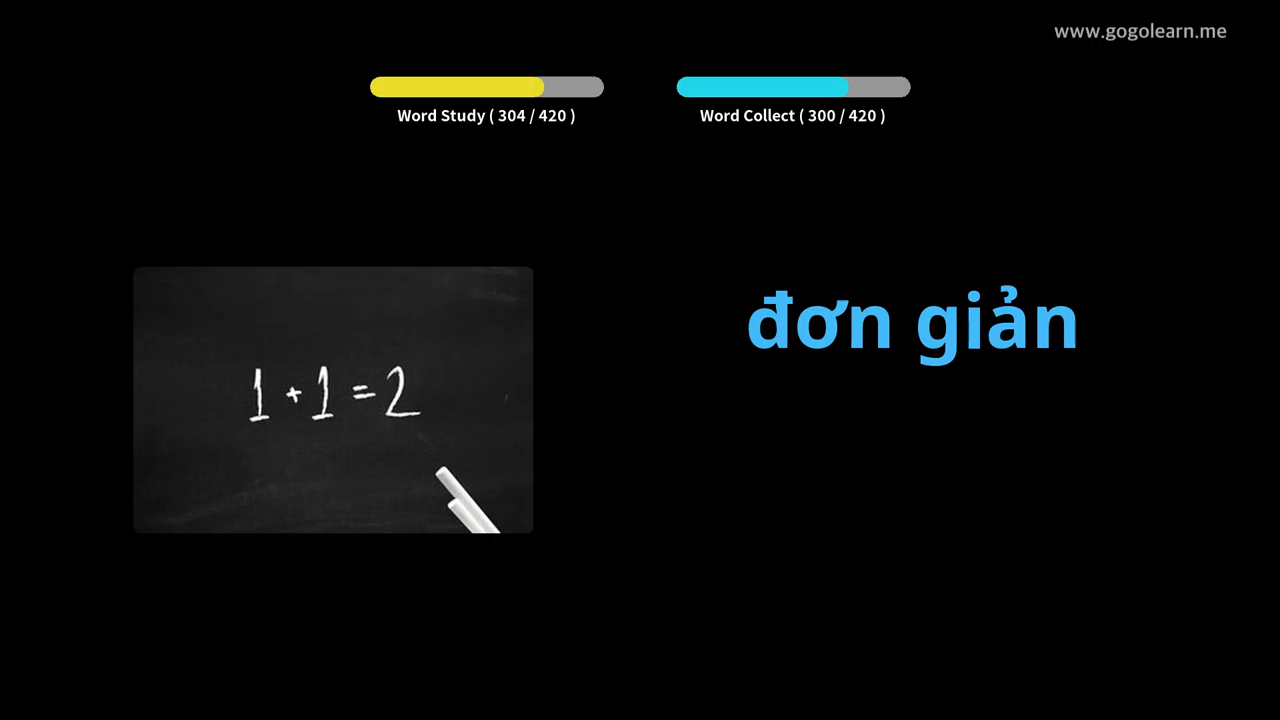 www.gogolearn.me
Word Study ( 304 / 420 )
Word Collect ( 300 / 420 )
đơn giản
1 + 1 = 2